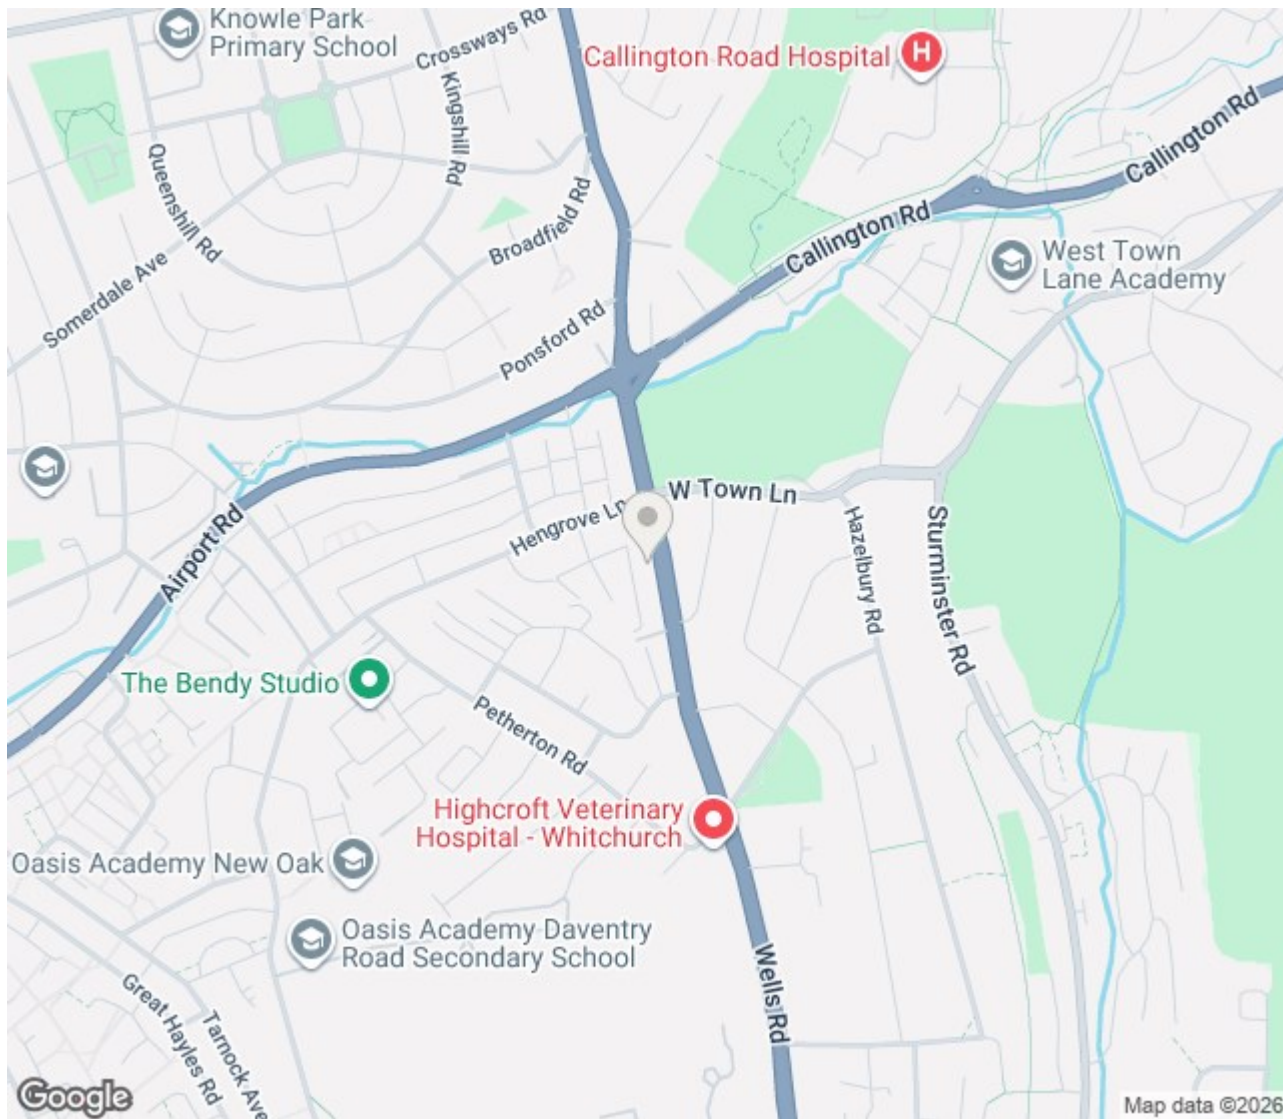 Knowle Park
Primary School
Crossways Rd
Kingshill Rd
Callington Road Hospital
H
Callington Rd
Queenshill Rd
Broadfield Rd
Callington Rd
West Town
Lane Academy
Somerdale Ave
Ponsford Rd
W Town Ln
Hengrove Ln
Airport Rd
Hazelbury Rd
Sturminster Rd
The Bendy Studio
Petherton Rd
Highcroft Veterinary
Hospital - Whitchurch
Oasis Academy New Oak
Oasis Academy Daventry
Road Secondary School
Wells Rd
Great Hayles Rd
Tarnock Ave
Google
Map data ©2026